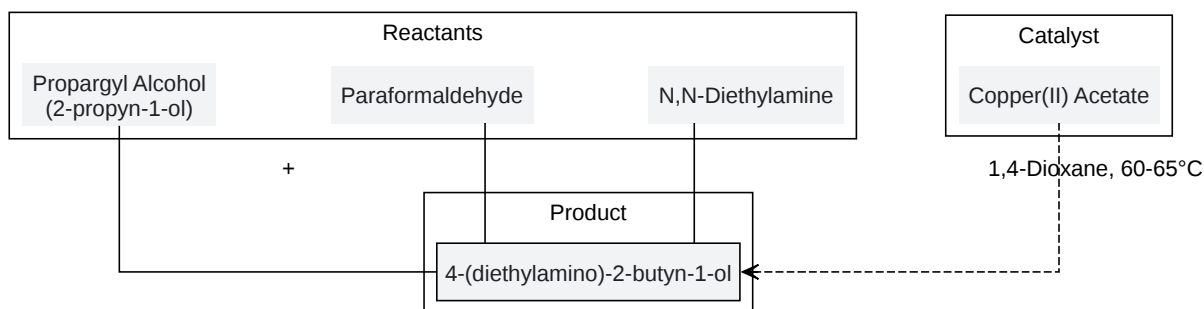 Reactants
Catalyst
Propargyl Alcohol
(2-propyn-1-ol)
Paraformaldehyde
N,N-Diethylamine
Copper(II) Acetate
+
1,4-Dioxane, 60-65°C
Product
4-(diethylamino)-2-butyn-1-ol